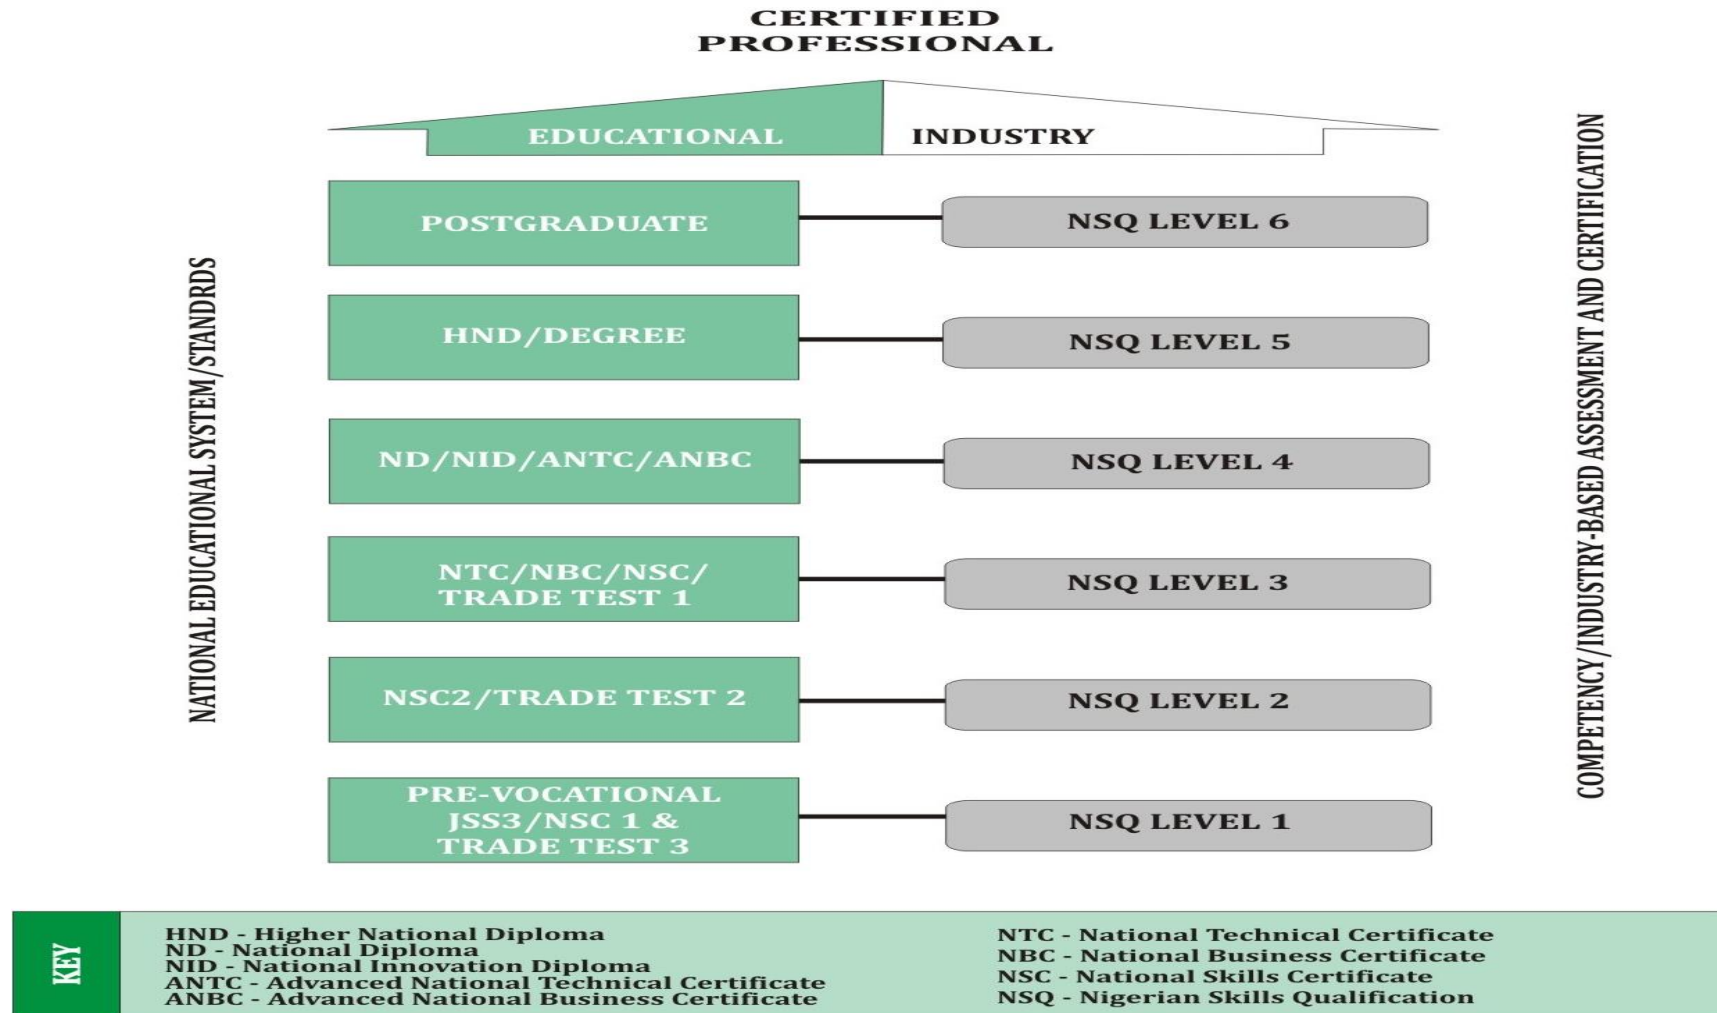 CERTIFIED
PROFESSIONAL
EDUCATIONAL
INDUSTRY
NATIONAL EDUCATIONAL SYSTEM/STANDRDS
COMPETENCY/INDUSTRY-BASED ASSESSMENT AND CERTIFICATION
POSTGRADUATE
NSQ LEVEL 6
HND/DEGREE
NSQ LEVEL 5
ND/NID/ANTC/ANBC
NSQ LEVEL 4
NTC/NBC/NSC/
TRADE TEST 1
NSQ LEVEL 3
NSC2/TRADE TEST 2
NSQ LEVEL 2
PRE-VOCATIONAL
JSS3/NSC 1 &
TRADE TEST 3
NSQ LEVEL 1
KEY
HND - Higher National Diploma
ND - National Diploma
NID - National Innovation Diploma
ANTC - Advanced National Technical Certificate
ANBC - Advanced National Business Certificate
NTC - National Technical Certificate
NBC - National Business Certificate
NSC - National Skills Certificate
NSQ - Nigerian Skills Qualification